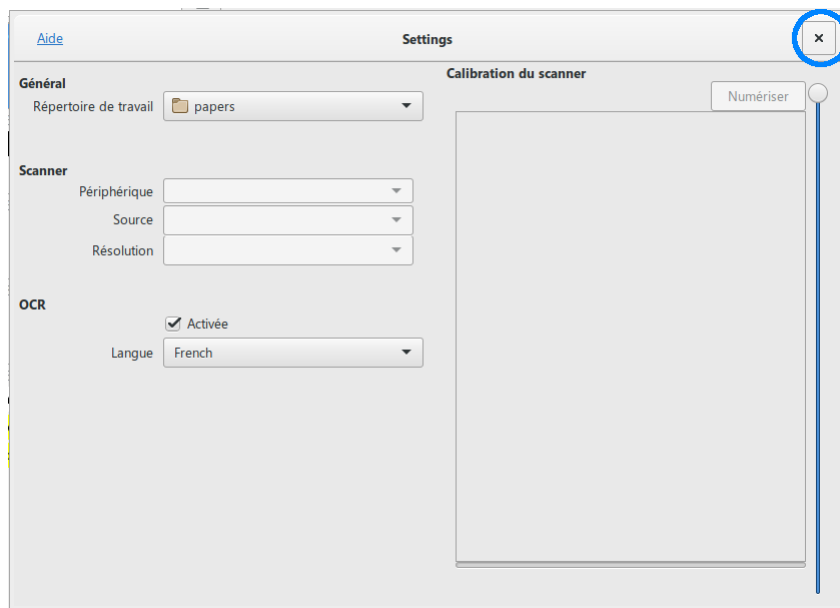 Aide
Settings
×
Général
Répertoire de travail
papers
Scanner
Périphérique
Source
Résolution
OCR
Activée
Langue
French
Calibration du scanner
Numériser